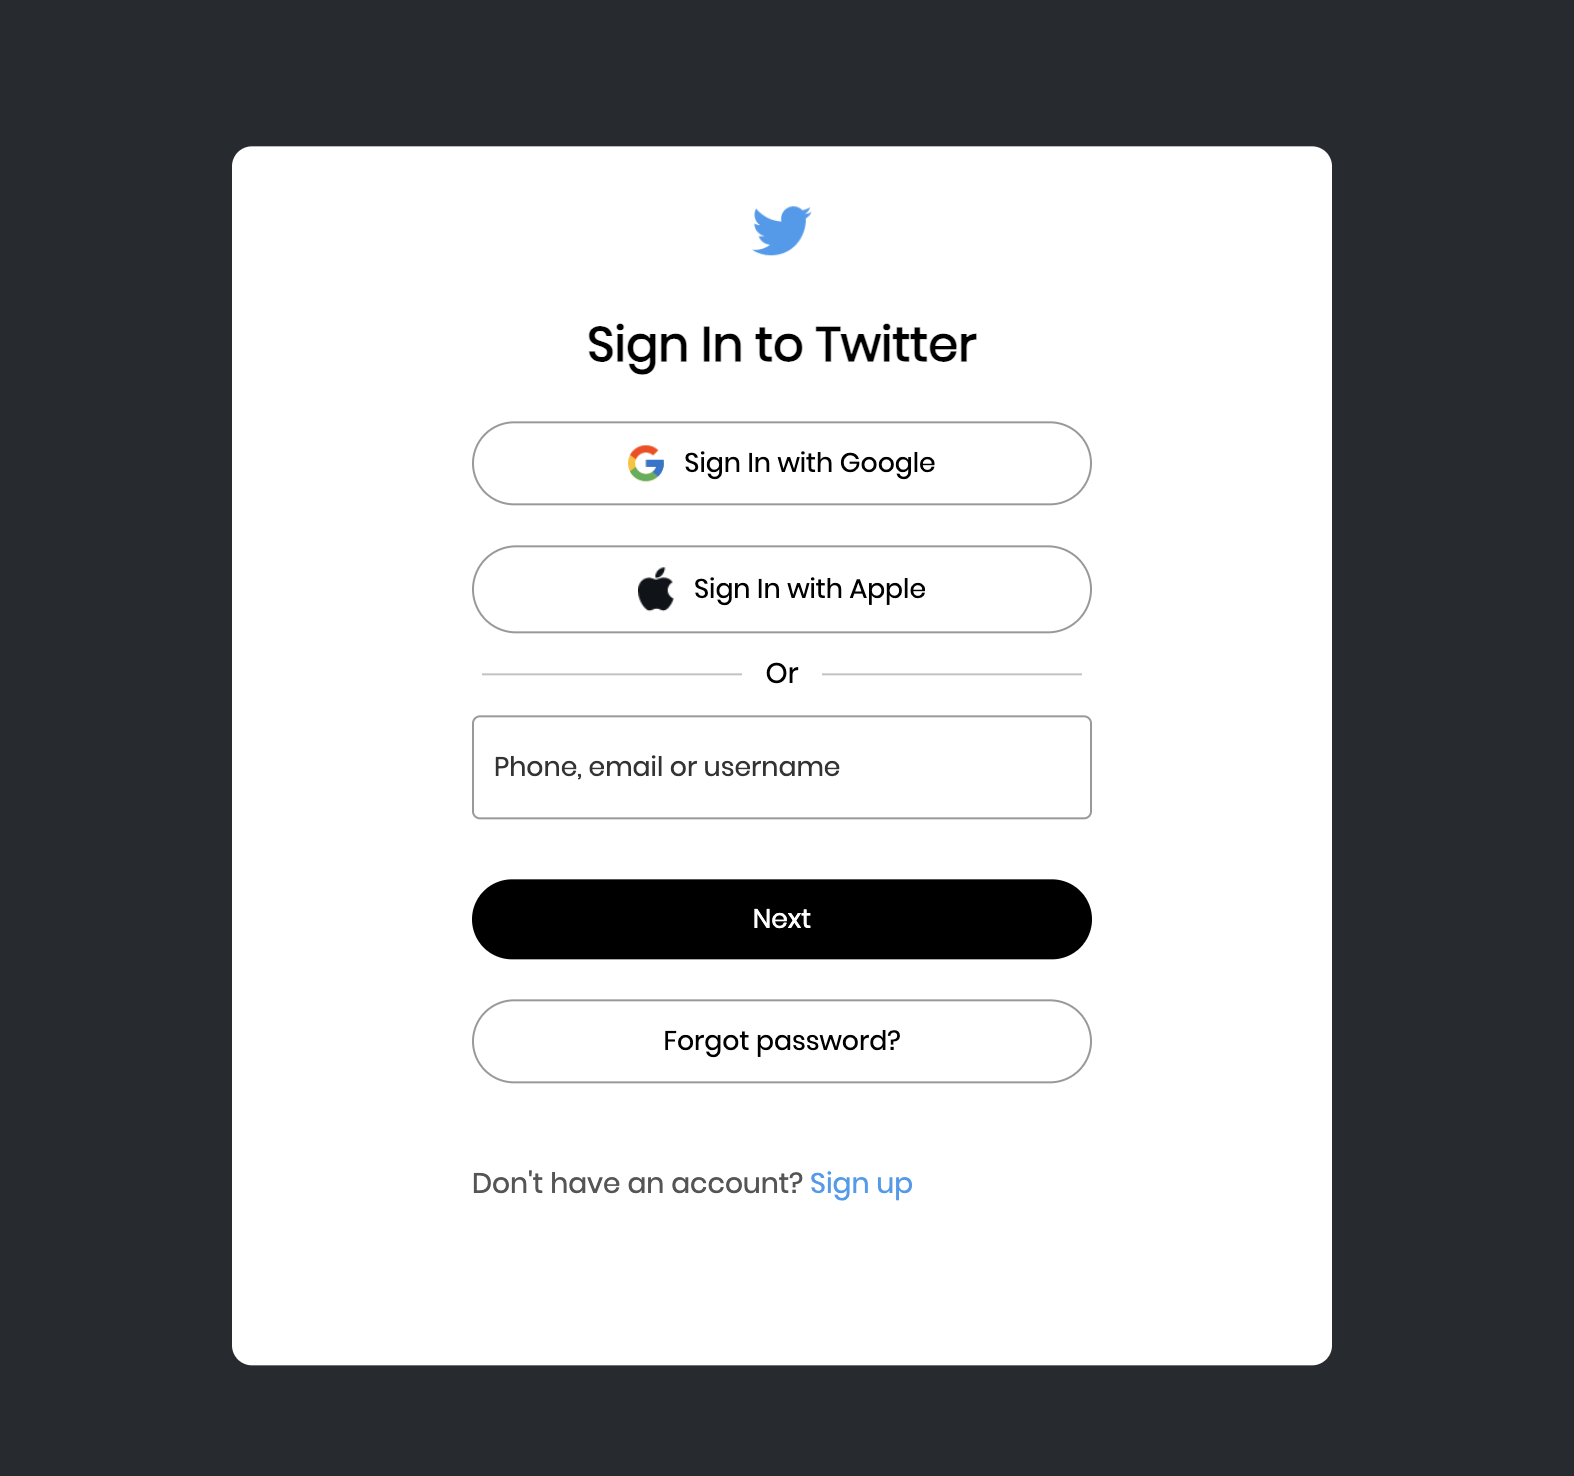 Sign In to Twitter
Sign In with Google
Sign In with Apple
Or
Phone, email or username
Next
Forgot password?
Don't have an account? Sign up